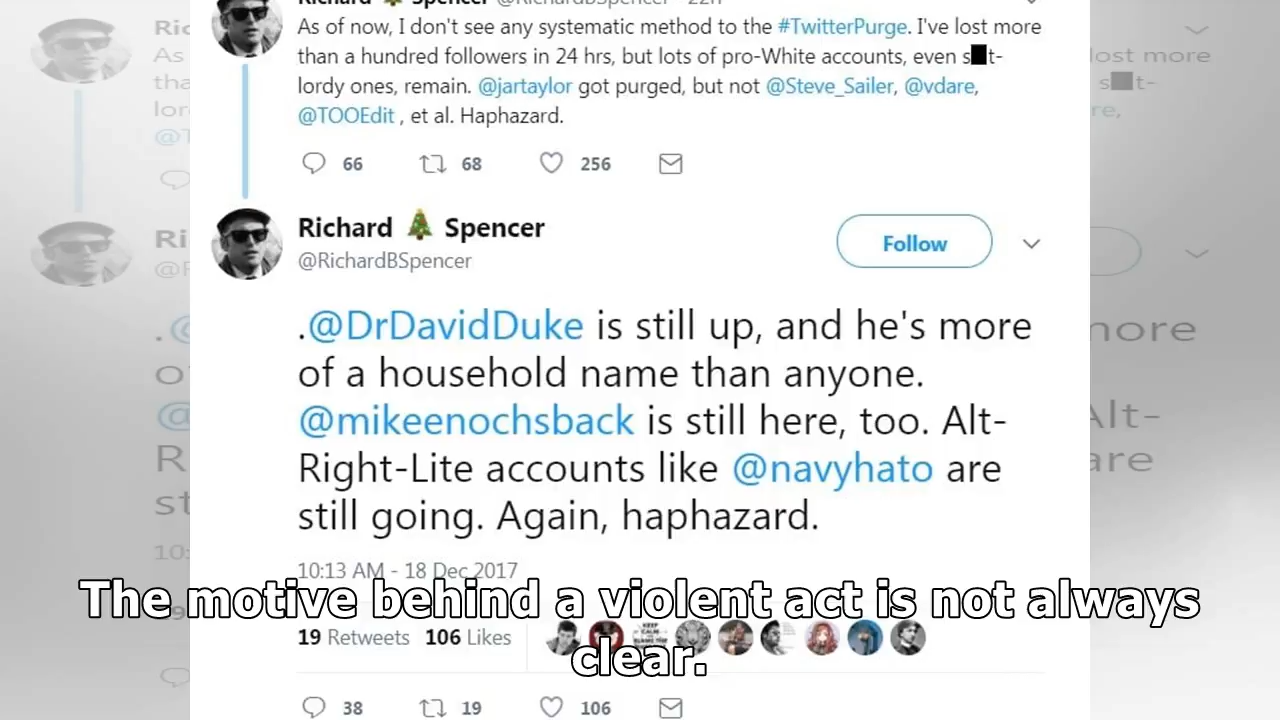 Richard 🎄 Spencer @RichardBSpencer · 22h
As of now, I don't see any systematic method to the #TwitterPurge. I've lost more
than a hundred followers in 24 hrs, but lots of pro-White accounts, even s■t-
lordy ones, remain. @jartaylor got purged, but not @Steve_Sailer, @vdare,
@TOOEdit , et al. Haphazard.
66 68 256
Richard 🎄 Spencer
@RichardBSpencer
Follow
.@DrDavidDuke is still up, and he's more
of a household name than anyone.
@mikeenochsback is still here, too. Alt-
Right-Lite accounts like @navyhato are
still going. Again, haphazard.
10:13 AM - 18 Dec 2017
The motive behind a violent act is not always
clear.
19 Retweets 106 Likes
38 19 106